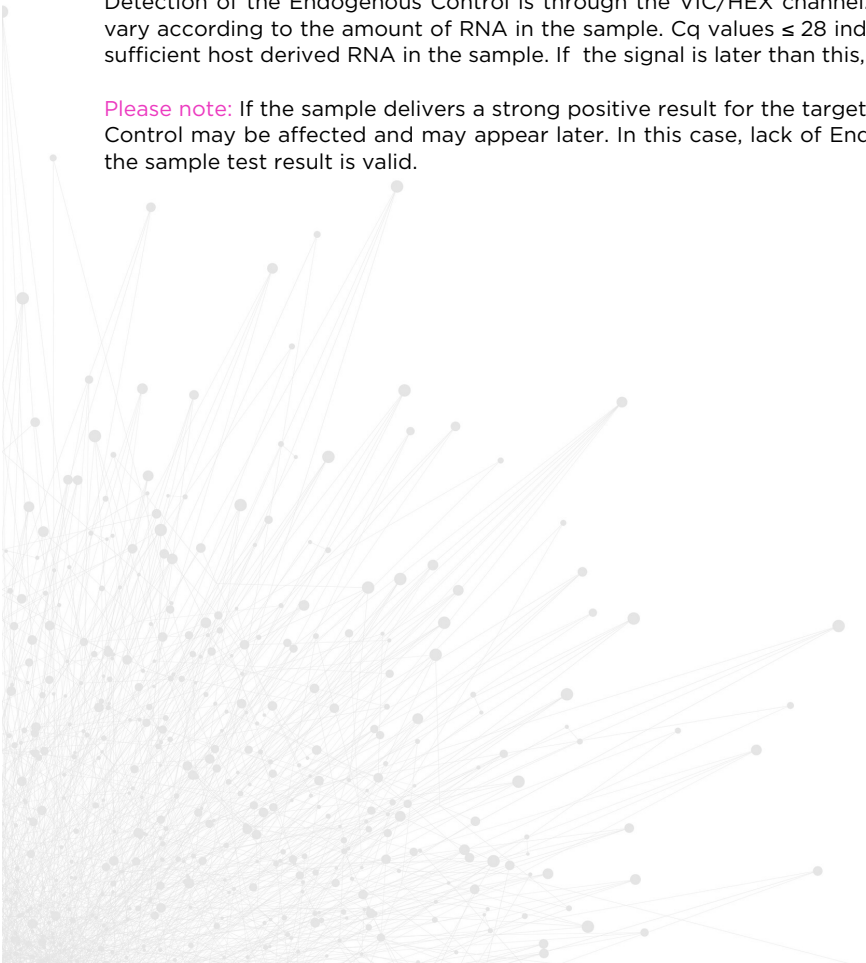 Detection of the Endogenous Control is through the VIC/HEX channel.
vary according to the amount of RNA in the sample. Cq values ≤ 28 ind
sufficient host derived RNA in the sample. If the signal is later than this,
Please note: If the sample delivers a strong positive result for the target
Control may be affected and may appear later. In this case, lack of End
the sample test result is valid.